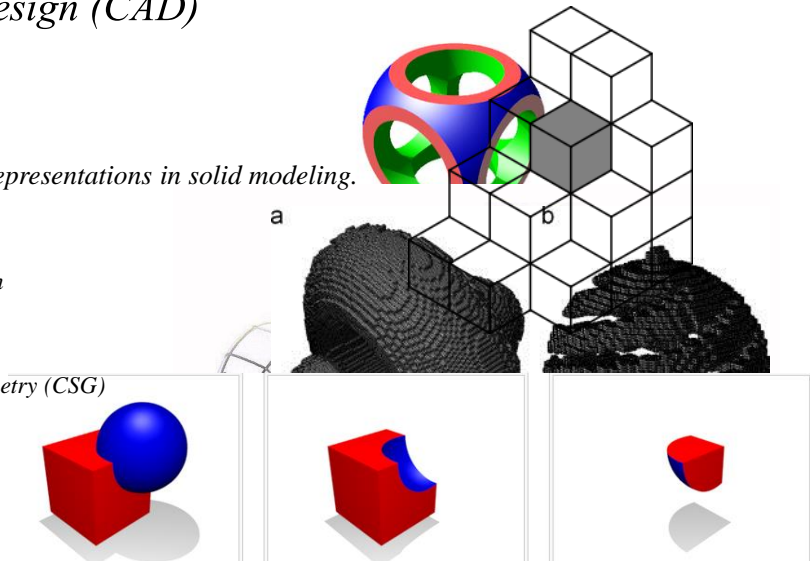 esign (CAD)
epresentations in solid modeling.
a
b
n
etry (CSG)